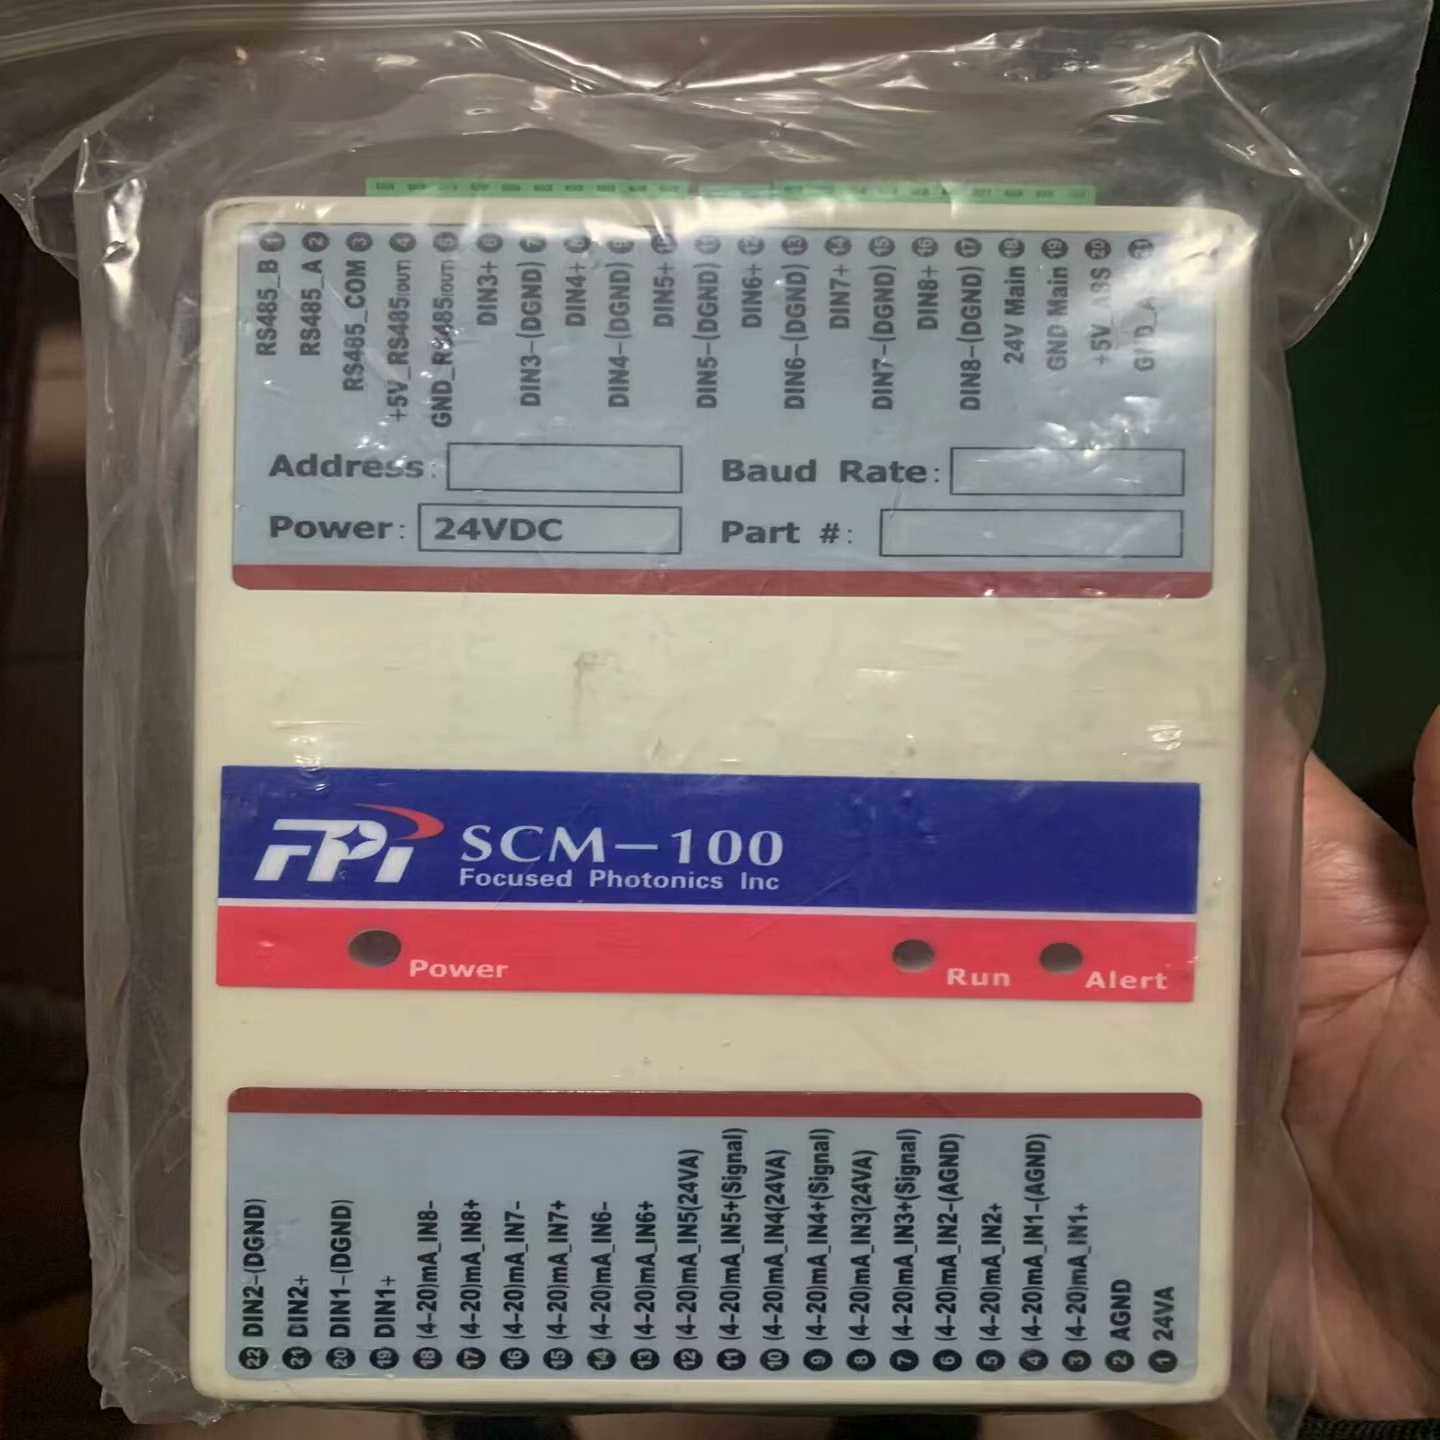 RS485_B 1
RS485_A 2
RS485_COM 3
+5V_RS485(OUT) 4
GND_RS485(OUT) 5
DIN3+ 6
DIN3-(DGND) 7
DIN4+ 8
DIN4-(DGND) 9
DIN5+ 10
DIN5-(DGND) 11
DIN6+ 12
DIN6-(DGND) 13
DIN7+ 14
DIN7-(DGND) 15
DIN8+ 16
DIN8-(DGND) 17
24V Main 18
GND Main 19
+5V 20
21
Address:
Baud Rate:
Power: 24VDC
Part #:
FPI
SCM-100
Focused Photonics Inc
Power
Run
Alert
22 DIN2-(DGND)
21 DIN2+
20 DIN1-(DGND)
19 DIN1+
18 (4-20)mA_IN8-
17 (4-20)mA_IN8+
16 (4-20)mA_IN7-
15 (4-20)mA_IN7+
14 (4-20)mA_IN6-
13 (4-20)mA_IN6+
12 (4-20)mA_IN5(24VA)
11 (4-20)mA_IN5+(Signal)
10 (4-20)mA_IN4(24VA)
9 (4-20)mA_IN4+(Signal)
8 (4-20)mA_IN3(24VA)
7 (4-20)mA_IN3+(Signal)
6 (4-20)mA_IN2-(AGND)
5 (4-20)mA_IN2+
4 (4-20)mA_IN1-(AGND)
3 (4-20)mA_IN1+
2 AGND
1 24VA